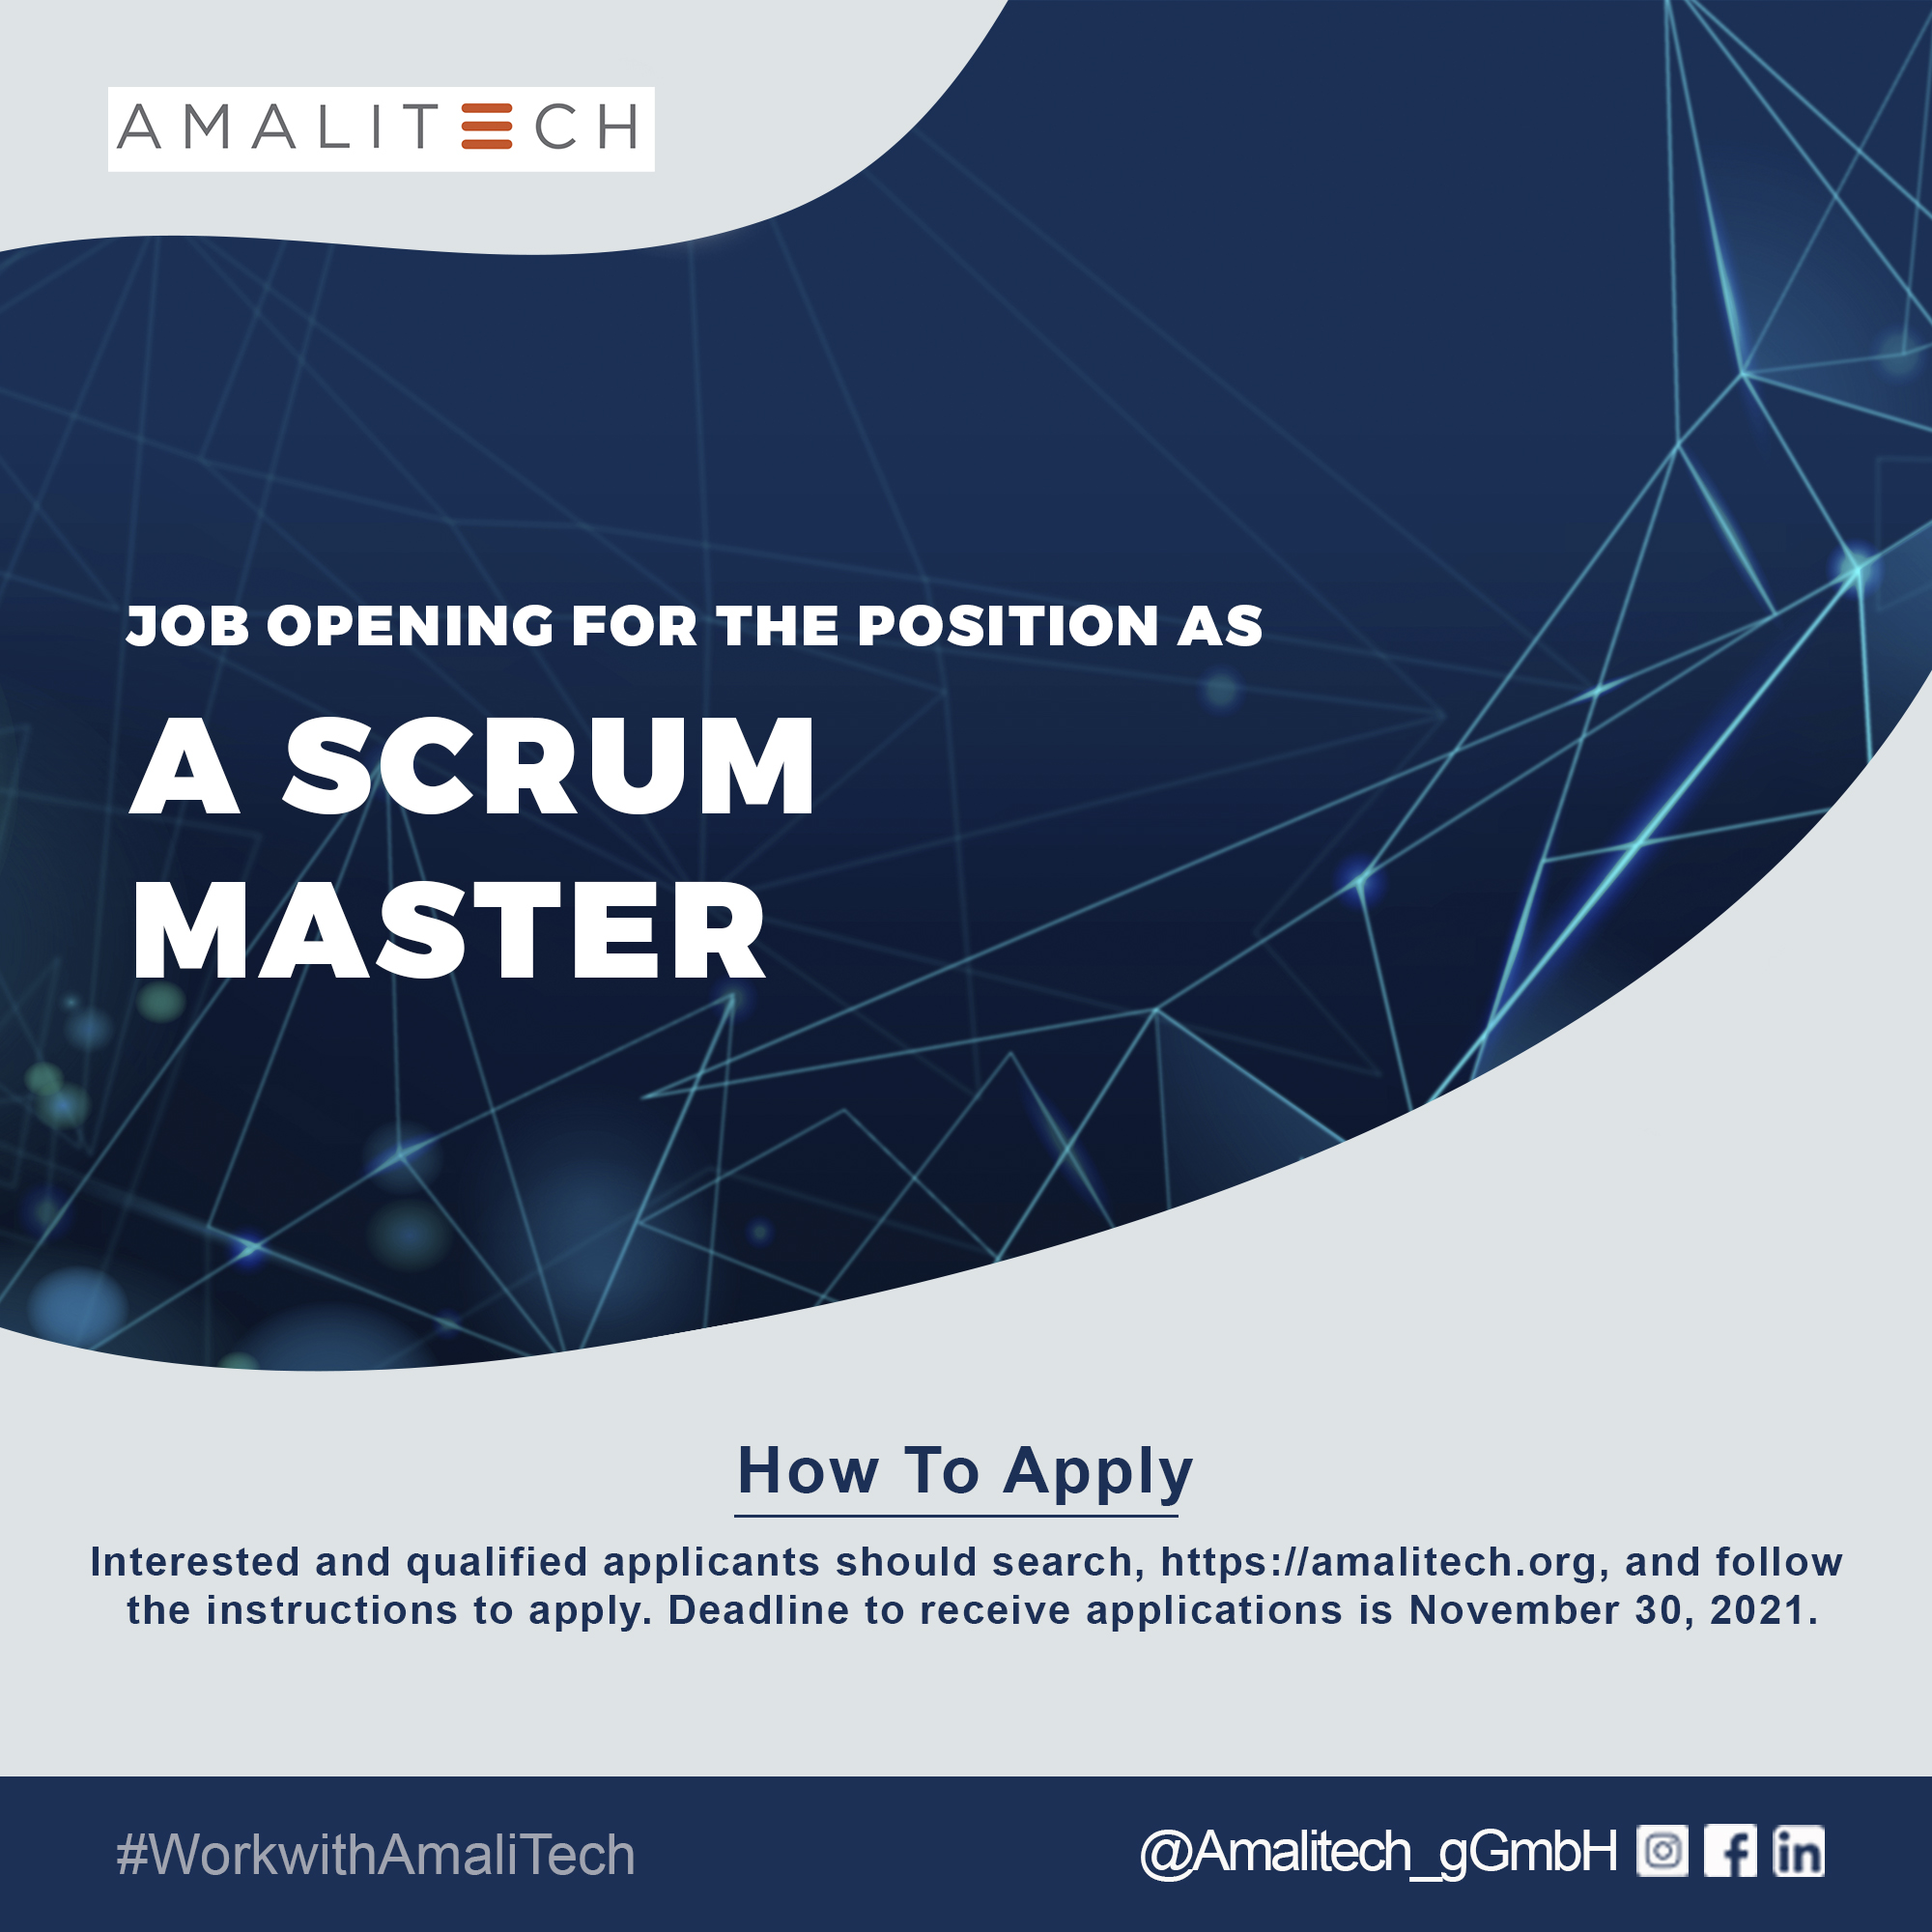 AMALITECH
JOB OPENING FOR THE POSITION AS
A SCRUM
MASTER
How To Apply
Interested and qualified applicants should search, https://amalitech.org, and follow
the instructions to apply. Deadline to receive applications is November 30, 2021.
#WorkwithAmaliTech
@Amalitech_gGmbH